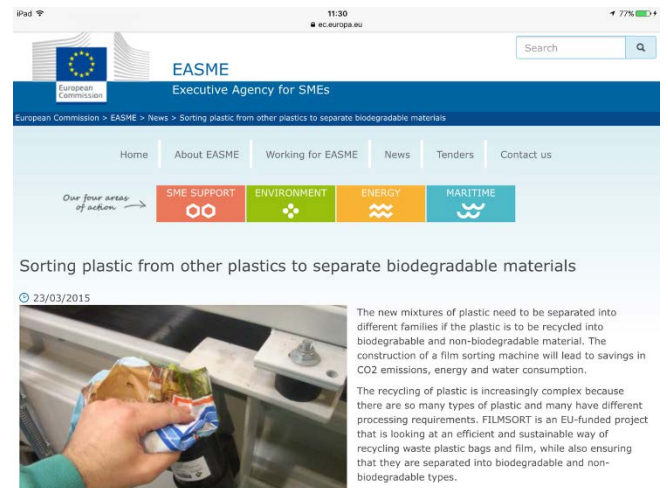 iPad
11:30
77%
ec.europa.eu
Search
European
Commission
EASME
Executive Agency for SMEs
European Commission > EASME > News > Sorting plastic from other plastics to separate biodegradable materials
Home About EASME Working for EASME News Tenders Contact us
Our four areas
of action
SME SUPPORT ENVIRONMENT ENERGY MARITIME
Sorting plastic from other plastics to separate biodegradable materials
23/03/2015
The new mixtures of plastic need to be separated into
different families if the plastic is to be recycled into
biodegrabable and non-biodegradable material. The
construction of a film sorting machine will lead to savings in
CO2 emissions, energy and water consumption.
The recycling of plastic is increasingly complex because
there are so many types of plastic and many have different
processing requirements. FILMSORT is an EU-funded project
that is looking at an efficient and sustainable way of
recycling waste plastic bags and film, while also ensuring
that they are separated into biodegradable and non-
biodegradable types.